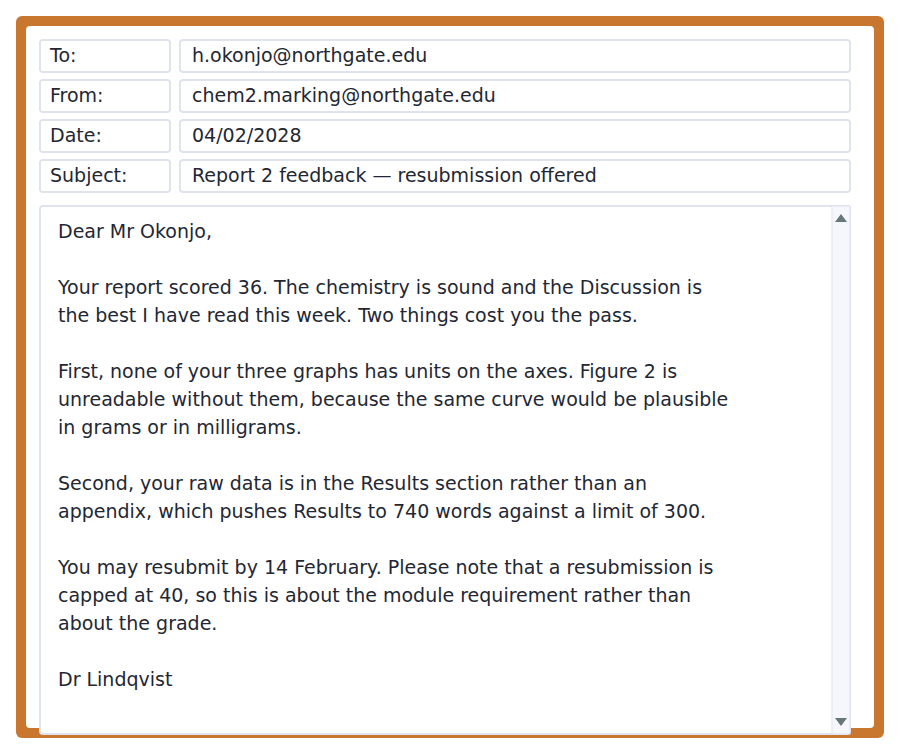 To: h.okonjo@northgate.edu
From: chem2.marking@northgate.edu
Date: 04/02/2028
Subject: Report 2 feedback — resubmission offered
Dear Mr Okonjo,
Your report scored 36. The chemistry is sound and the Discussion is
the best I have read this week. Two things cost you the pass.
First, none of your three graphs has units on the axes. Figure 2 is
unreadable without them, because the same curve would be plausible
in grams or in milligrams.
Second, your raw data is in the Results section rather than an
appendix, which pushes Results to 740 words against a limit of 300.
You may resubmit by 14 February. Please note that a resubmission is
capped at 40, so this is about the module requirement rather than
about the grade.
Dr Lindqvist